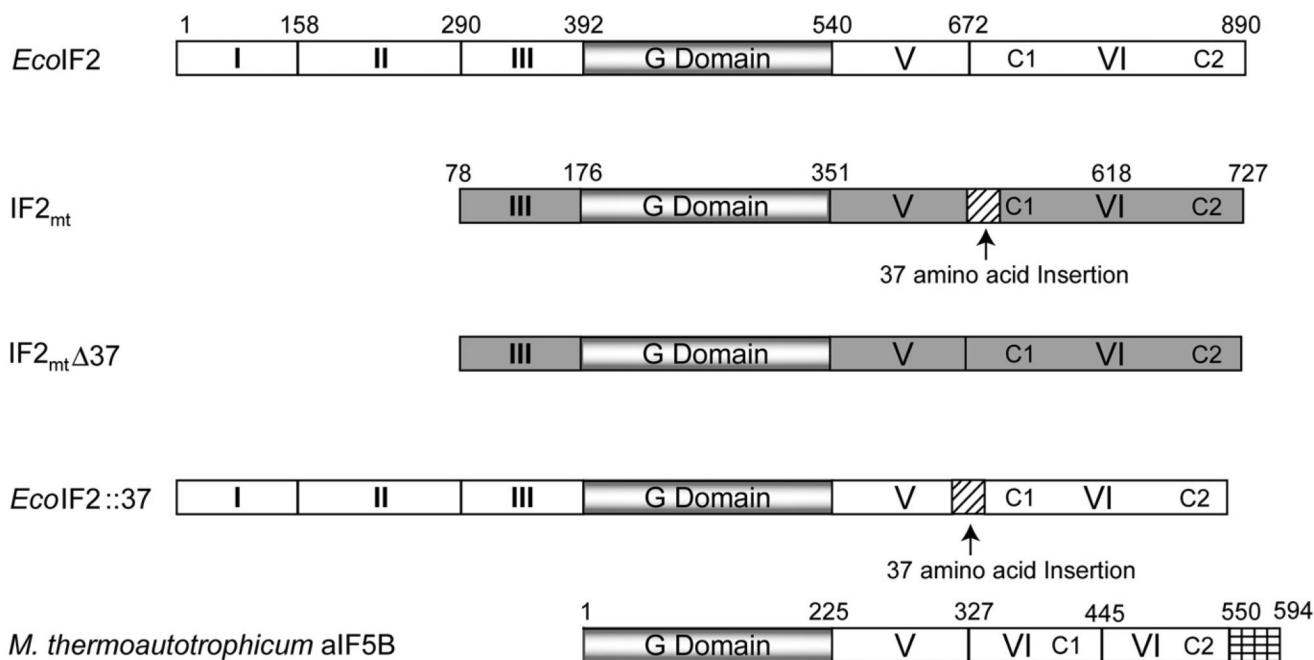 1 158 290 392 540 672 890
EcoIF2 I II III G Domain V C1 VI C2
78 176 351 618 727
IF2mt III G Domain V C1 VI C2
37 amino acid Insertion
IF2mtΔ37 III G Domain V C1 VI C2
EcoIF2::37 I II III G Domain V C1 VI C2
37 amino acid Insertion
1 225 327 445 550 594
M. thermoautotrophicum aIF5B G Domain V VI C1 VI C2